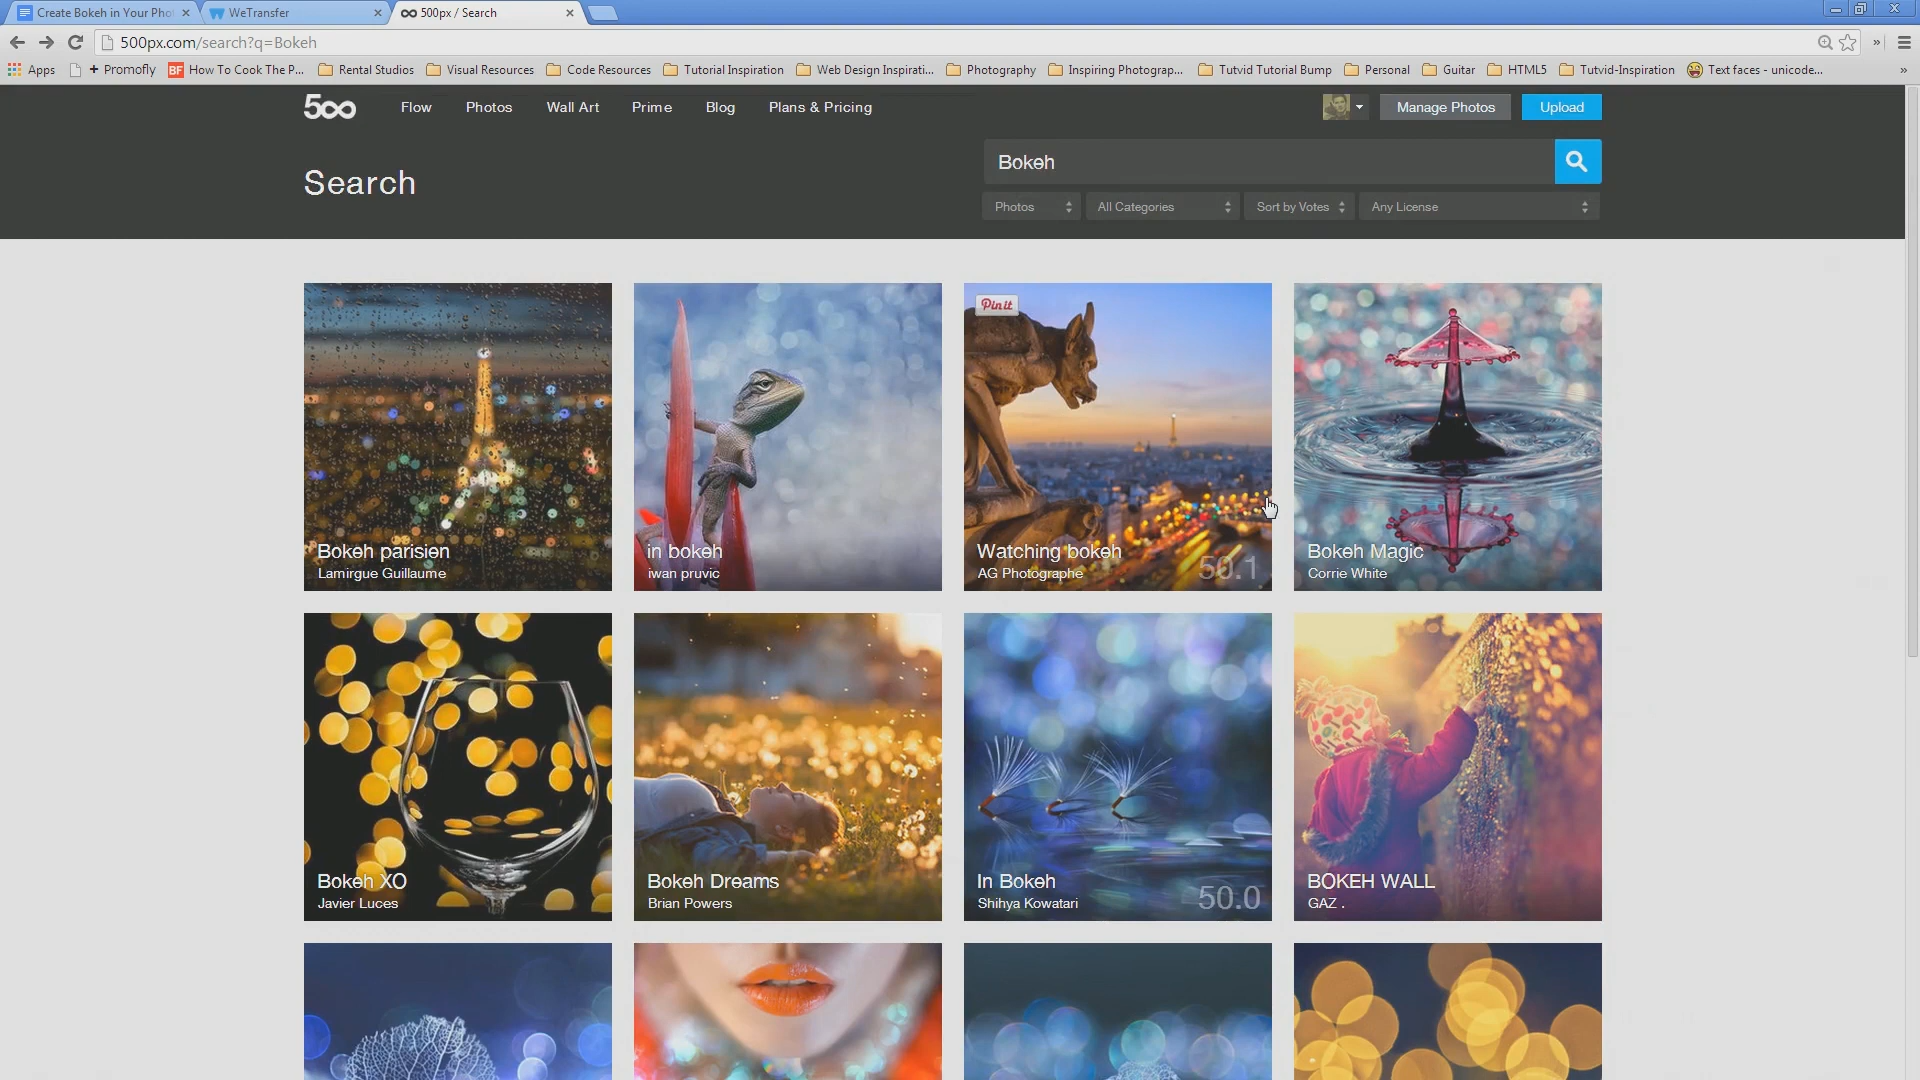 Create Bokeh in Your Pho
WeTransfer
500px / Search
500px.com/search?q=Bokeh
Apps
+ Promofly
BF How To Cook The P...
Rental Studios
Visual Resources
Code Resources
Tutorial Inspiration
Web Design Inspirati...
Photography
Inspiring Photograp...
Tutvid Tutorial Bump
Personal
Guitar
HTML5
Tutvid-Inspiration
Text faces - unicode...
500
Flow
Photos
Wall Art
Prime
Blog
Plans & Pricing
Manage Photos
Upload
Search
Bokeh
Photos
All Categories
Sort by Votes
Any License
Pin it
Bokeh parisien
Lamirgue Guillaume
in bokeh
iwan pruvic
Watching bokeh
AG Photographe
50.1
Bokeh Magic
Corrie White
Bokeh XO
Javier Luces
Bokeh Dreams
Brian Powers
In Bokeh
Shihya Kowatari
50.0
BOKEH WALL
GAZ .